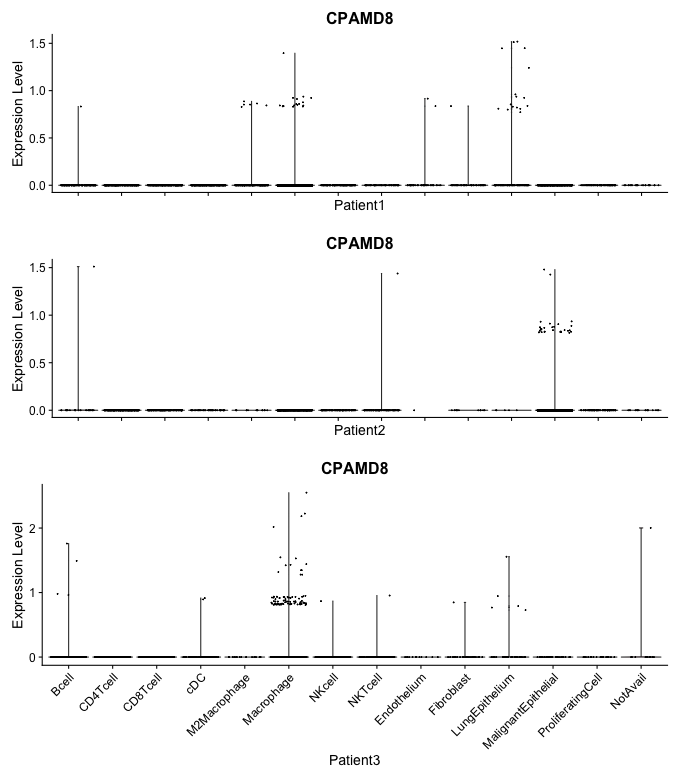 CPAMD8
Expression Level
1.5
1.0
0.5
0.0
Patient1
CPAMD8
Expression Level
1.5
1.0
0.5
0.0
Patient2
CPAMD8
Expression Level
2
1
0
Bcell
CD4Tcell
CD8Tcell
cDC
M2Macrophage
Macrophage
NKcell
NKTcell
Endothelium
Fibroblast
LungEpithelium
MalignantEpithelial
ProliferatingCell
NotAvail
Patient3